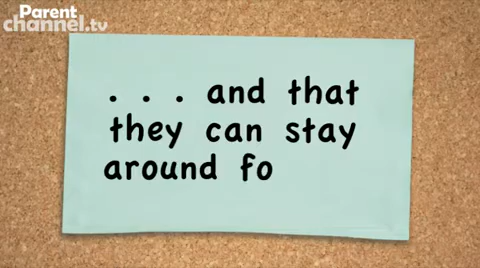 Parent
channel.tv
. . . and that
they can stay
around fo